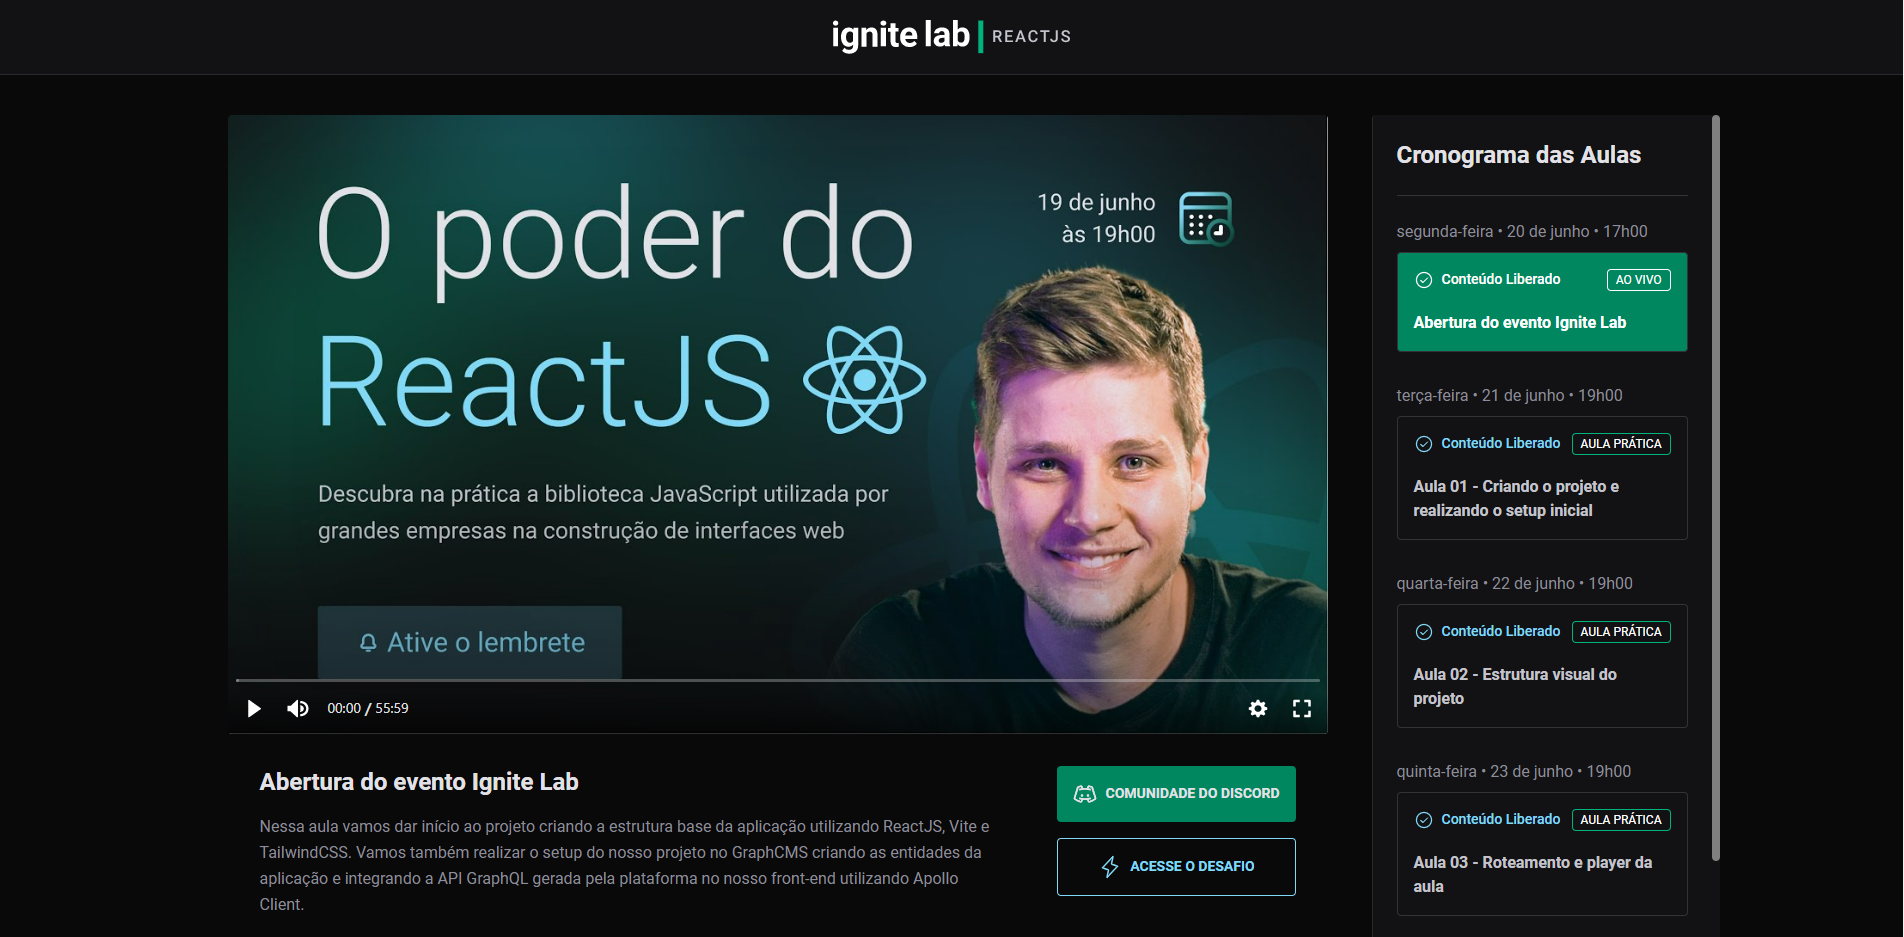 ignite lab | REACTJS
O poder do
ReactJS
19 de junho
às 19h00
Descubra na prática a biblioteca JavaScript utilizada por
grandes empresas na construção de interfaces web
Ative o lembrete
00:00 / 55:59
Abertura do evento Ignite Lab
Nessa aula vamos dar início ao projeto criando a estrutura base da aplicação utilizando ReactJS, Vite e
TailwindCSS. Vamos também realizar o setup do nosso projeto no GraphCMS criando as entidades da
aplicação e integrando a API GraphQL gerada pela plataforma no nosso front-end utilizando Apollo
Client.
COMUNIDADE DO DISCORD
ACESSE O DESAFIO
Cronograma das Aulas
segunda-feira • 20 de junho • 17h00
Conteúdo Liberado AO VIVO
Abertura do evento Ignite Lab
terça-feira • 21 de junho • 19h00
Conteúdo Liberado AULA PRÁTICA
Aula 01 - Criando o projeto e
realizando o setup inicial
quarta-feira • 22 de junho • 19h00
Conteúdo Liberado AULA PRÁTICA
Aula 02 - Estrutura visual do
projeto
quinta-feira • 23 de junho • 19h00
Conteúdo Liberado AULA PRÁTICA
Aula 03 - Roteamento e player da
aula